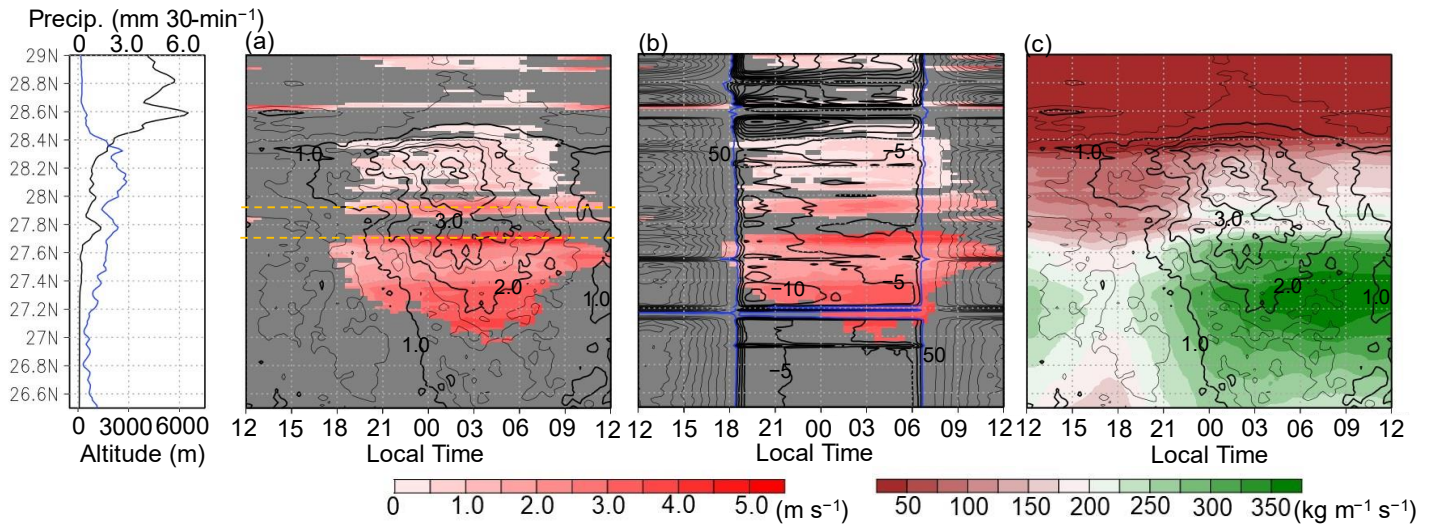 Precip. (mm 30-min⁻¹)
0 3.0 6.0
(a)
(b)
(c)
29N
28.8N
28.6N
28.4N
28.2N
28N
27.8N
27.6N
27.4N
27.2N
27N
26.8N
26.6N
0 3000 6000
Altitude (m)
1.0
3.0
2.0
1.0
1.0
12 15 18 21 00 03 06 09 12
Local Time
50
−5
−10
−5
50
−5
12 15 18 21 00 03 06 09 12
Local Time
1.0
3.0
2.0
1.0
1.0
12 15 18 21 00 03 06 09 12
Local Time
0 1.0 2.0 3.0 4.0 5.0 (m s⁻¹)
50 100 150 200 250 300 350 (kg m⁻¹ s⁻¹)